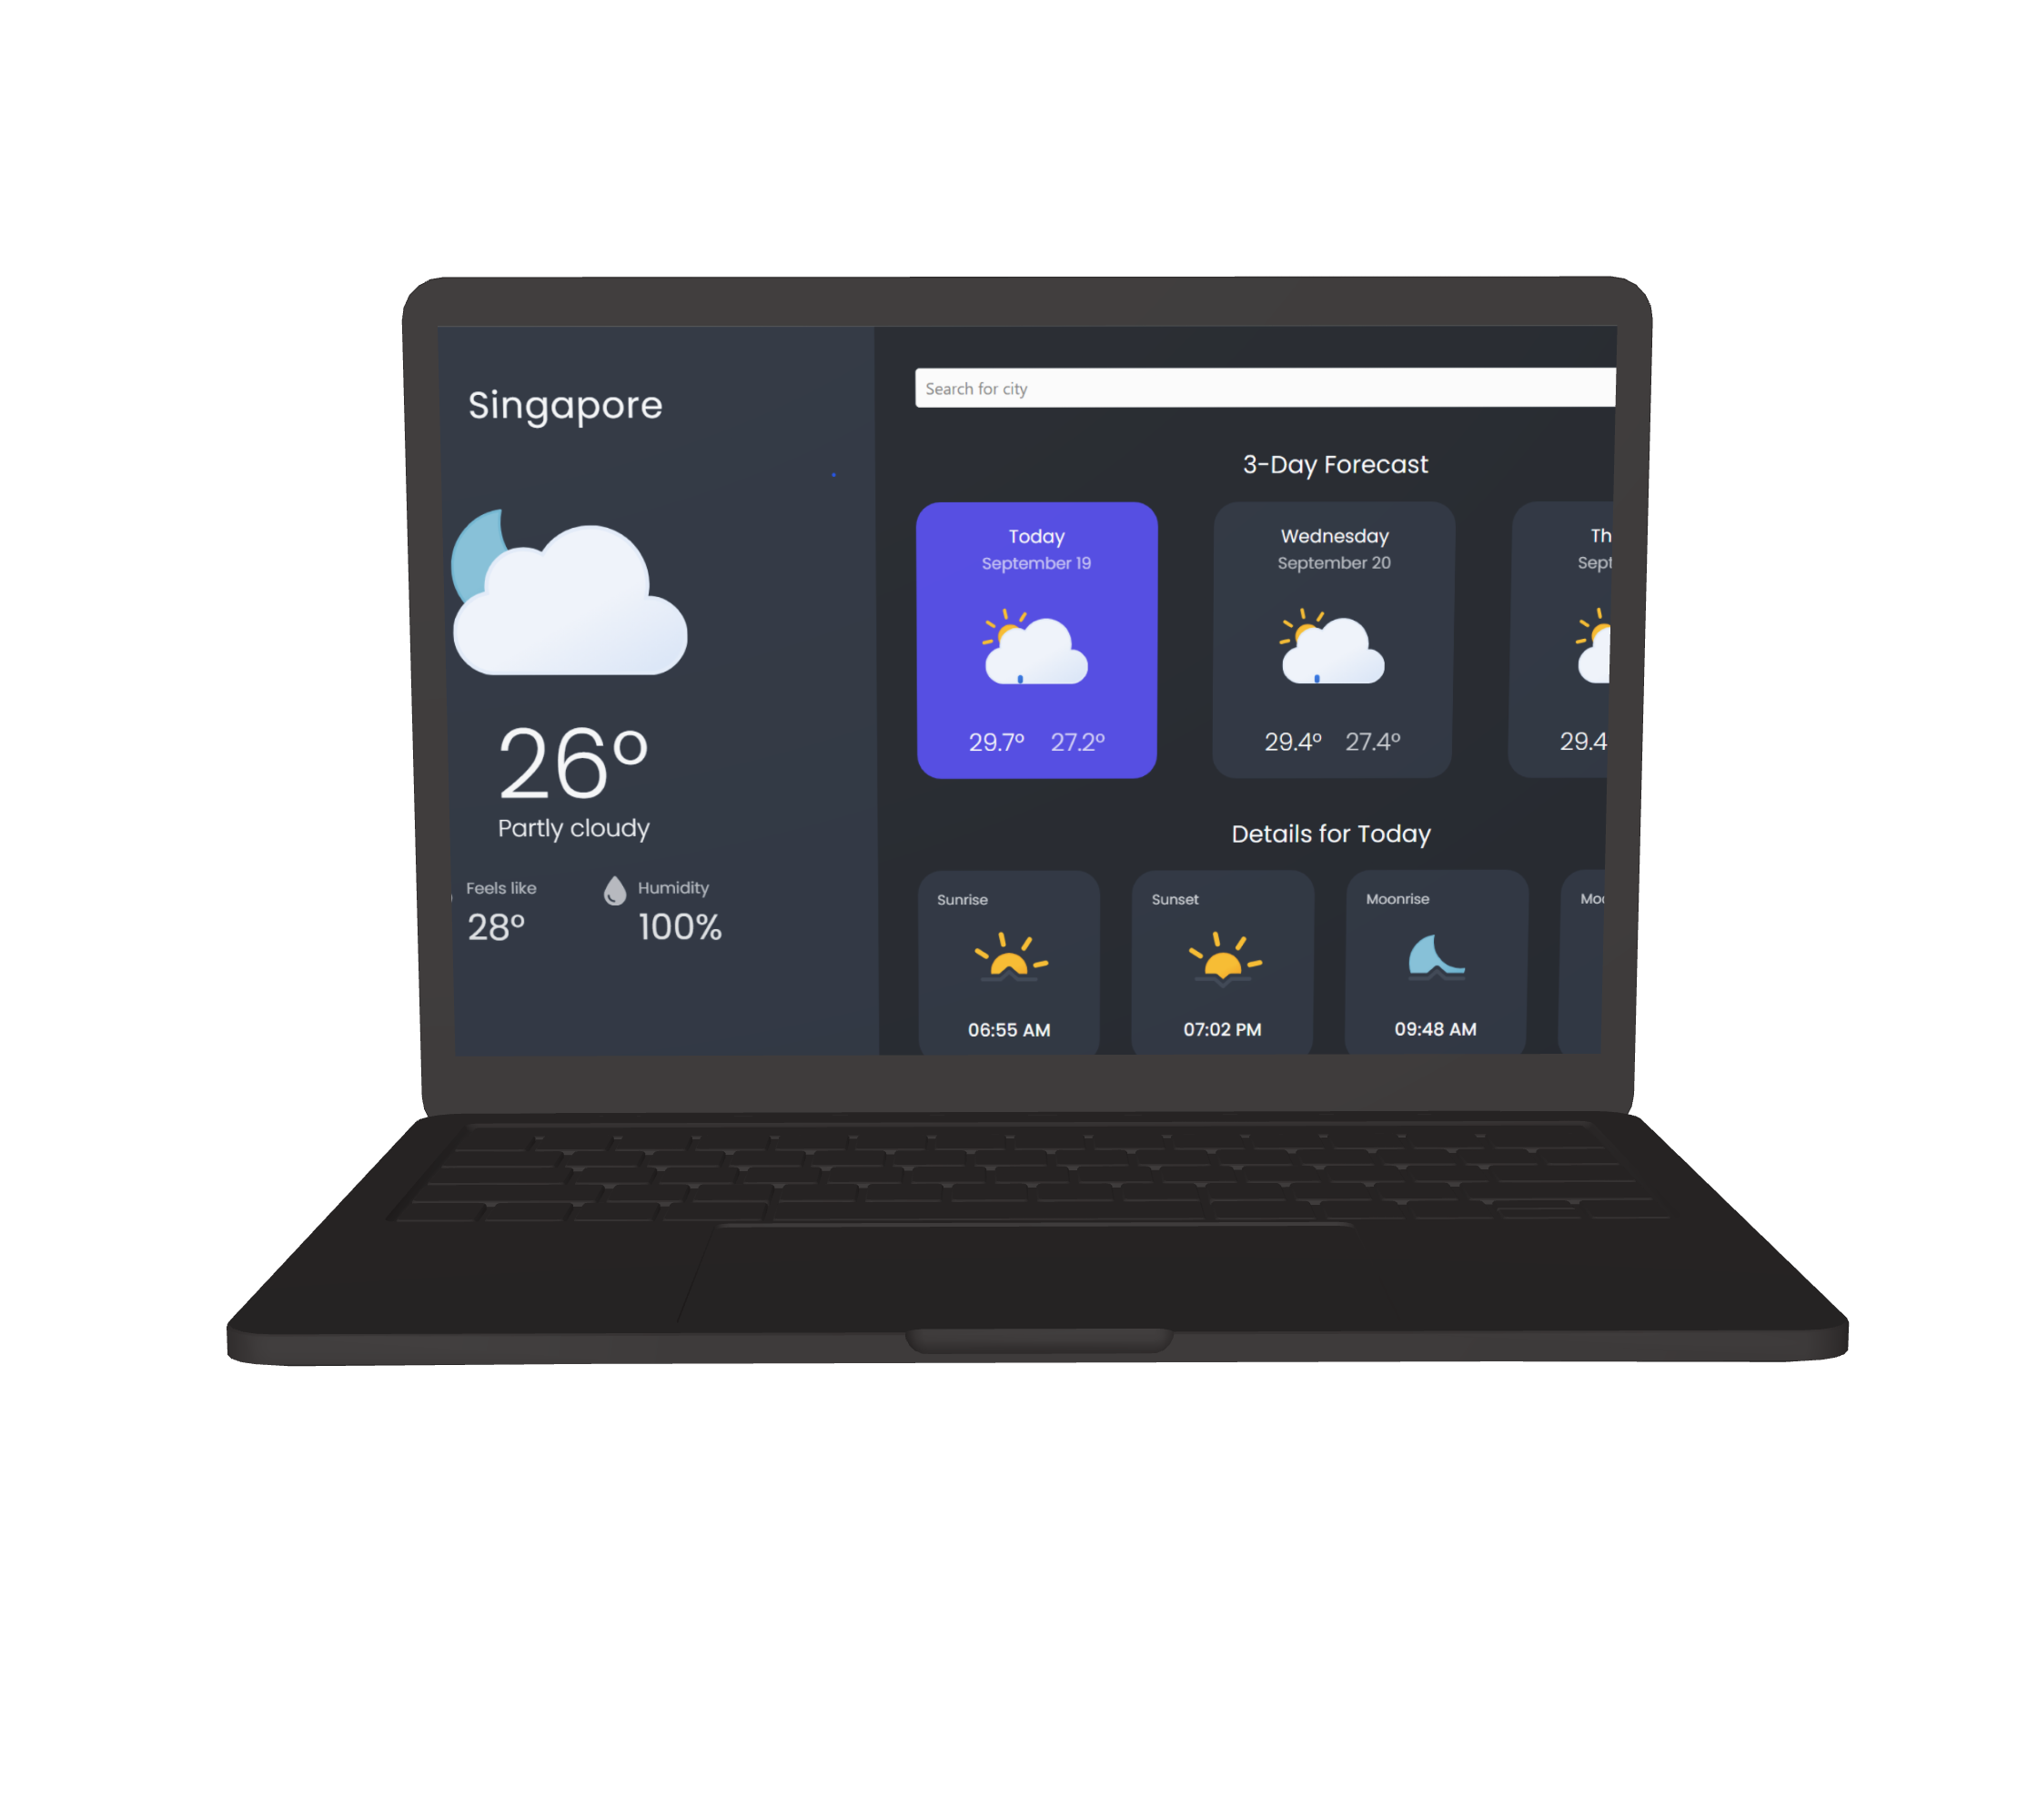 Singapore
26°
Partly cloudy
Feels like
28°
Humidity
100%
Search for city
3-Day Forecast
Today
September 19
29.7° 27.2°
Wednesday
September 20
29.4° 27.4°
Th
Sept
29.4
Details for Today
Sunrise
06:55 AM
Sunset
07:02 PM
Moonrise
09:48 AM